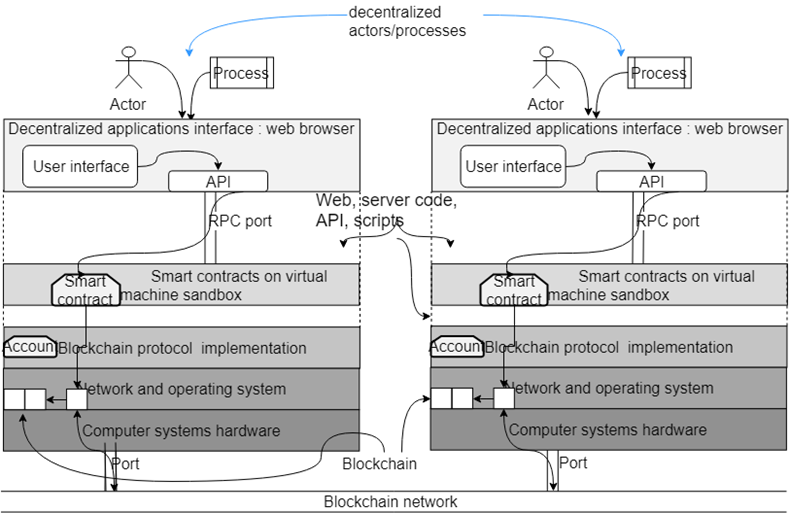 decentralized
actors/processes
Process
Process
Actor
Actor
Decentralized applications interface : web browser
Decentralized applications interface : web browser
User interface
API
User interface
API
Web, server code,
API, scripts
RPC port
RPC port
Smart
contract
Smart contracts on virtual
machine sandbox
Smart
contract
Smart contracts on virtual
machine sandbox
Accoun
Blockchain protocol implementation
Accoun
Blockchain protocol implementation
Network and operating system
Network and operating system
Computer systems hardware
Computer systems hardware
Port
Blockchain
Port
Blockchain network